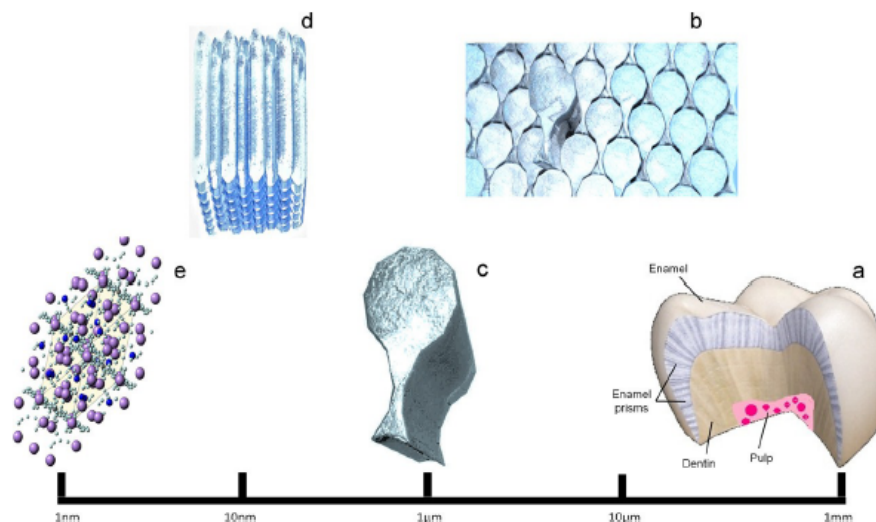 d
b
e
c
a
Enamel
Enamel
prisms
Dentin
Pulp
1nm
10nm
1μm
10μm
1mm